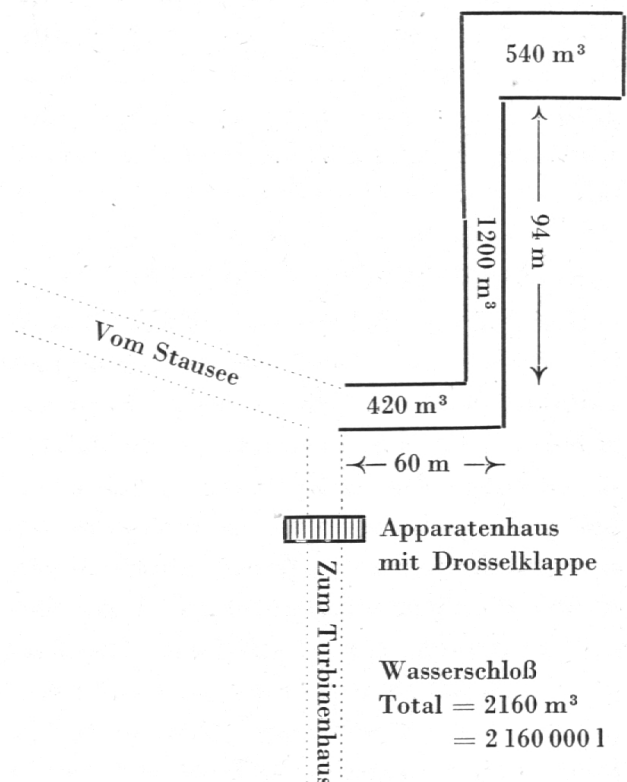 540 m³
1200 m³
94 m
Vom Stausee
420 m³
60 m
Apparatenhaus
mit Drosselklappe
Zum Turbinenhaus
Wasserschloß
Total = 2160 m³
= 2 160 000 l